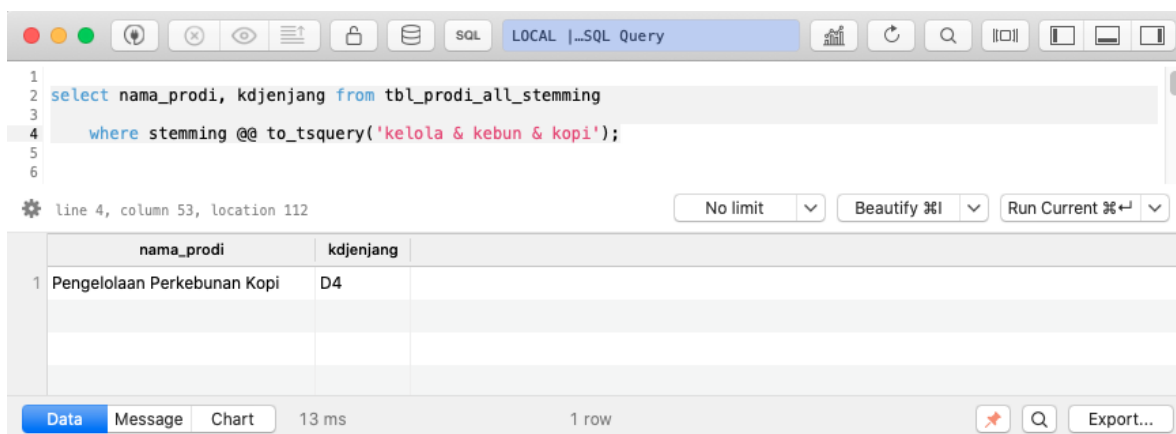 SQL LOCAL |…SQL Query
1
2 select nama_prodi, kdjenjang from tbl_prodi_all_stemming
3
4 where stemming @@ to_tsquery('kelola & kebun & kopi');
5
6
line 4, column 53, location 112 No limit Beautify ⌘I Run Current ⌘↵
nama_prodi kdjenjang
1 Pengelolaan Perkebunan Kopi D4
Data Message Chart 13 ms 1 row Export...